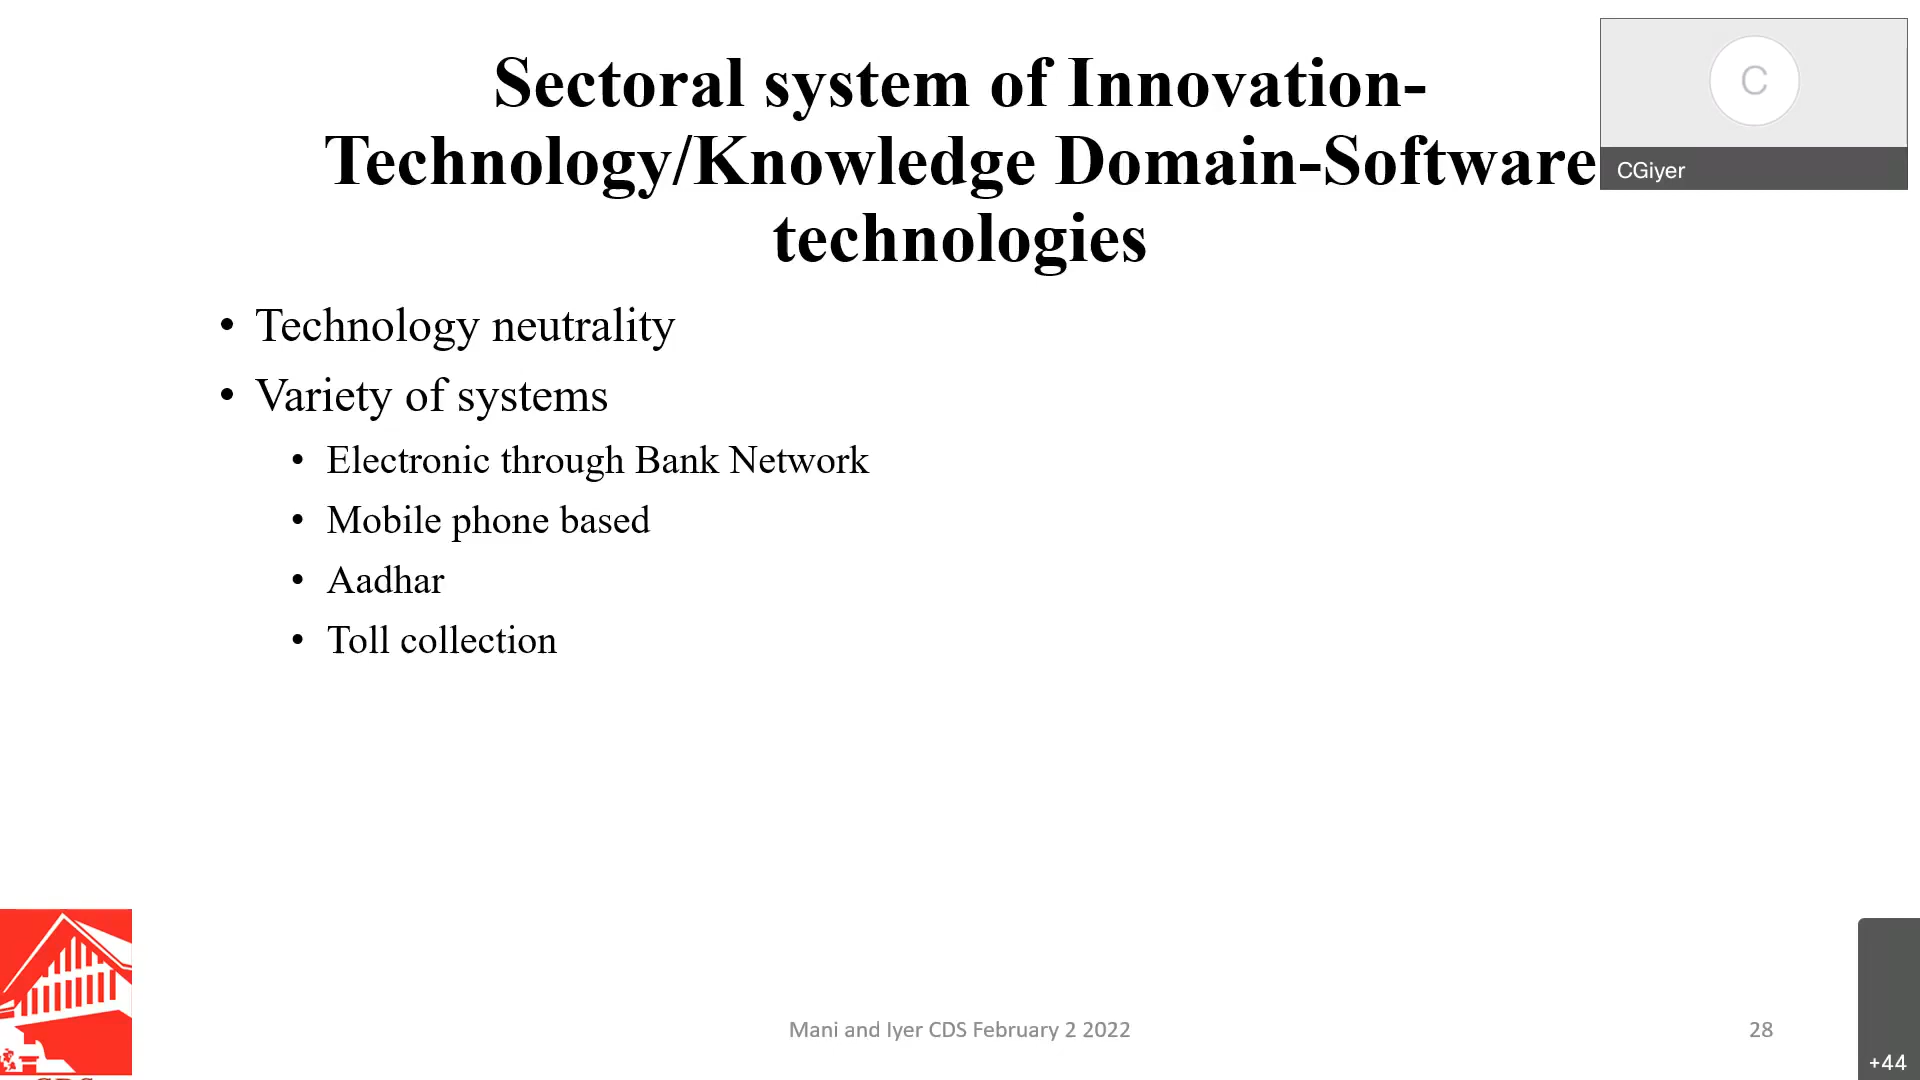 Sectoral system of Innovation-
Technology/Knowledge Domain-Software
technologies
C
CGiyer
• Technology neutrality
• Variety of systems
• Electronic through Bank Network
• Mobile phone based
• Aadhar
• Toll collection
Mani and Iyer CDS February 2 2022
28
+44